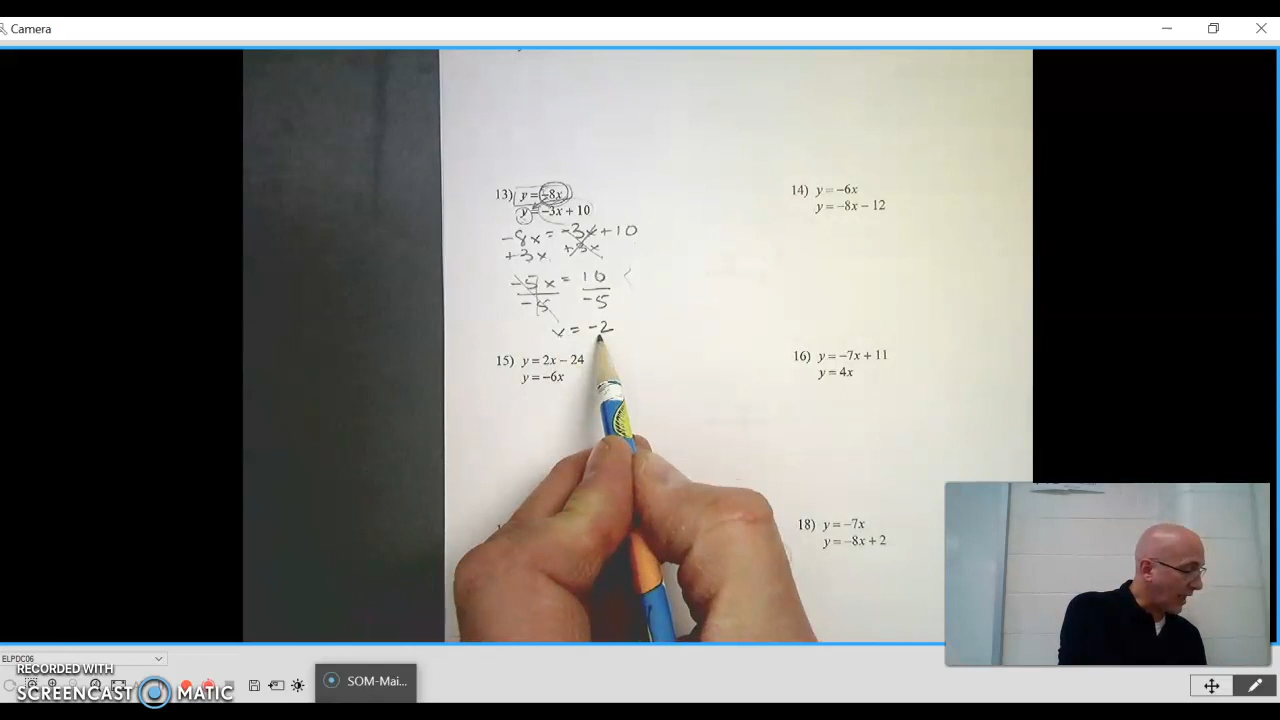 Camera
13) y = -8x
y = -3x + 10
-8x = -3x + 10
+3x +3x
-5x = 10
-5 -5
x = -2
14) y = -6x
y = -8x - 12
15) y = 2x - 24
y = -6x
16) y = -7x + 11
y = 4x
18) y = -7x
y = -8x + 2
ELPDC06
RECORDED WITH
SCREENCAST MATIC
SOM-Mai...